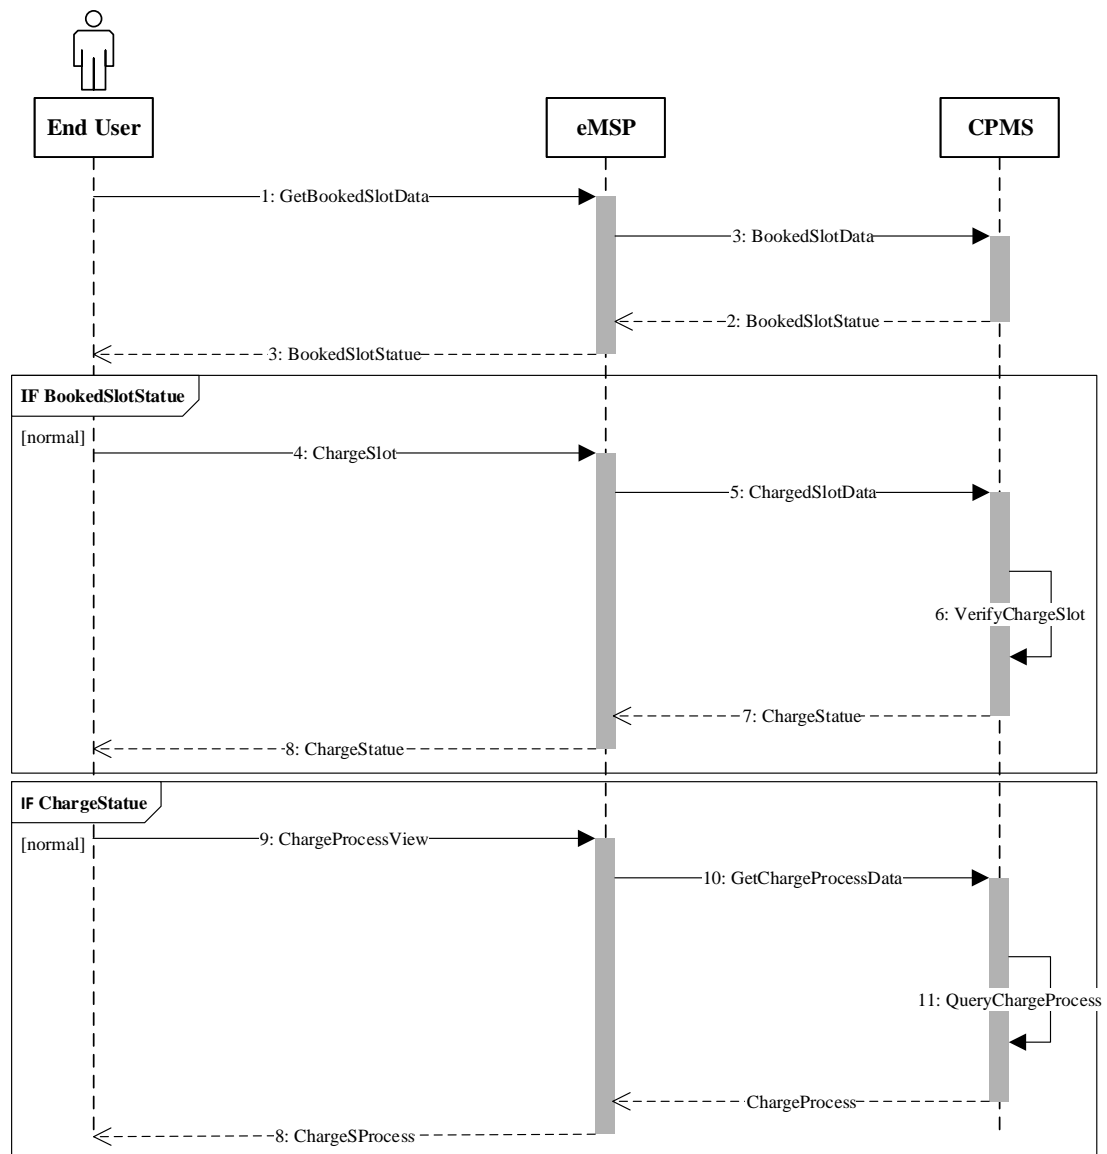 End User
eMSP
CPMS
1: GetBookedSlotData
3: BookedSlotData
2: BookedSlotStatue
3: BookedSlotStatue
IF BookedSlotStatue
[normal]
4: ChargeSlot
5: ChargedSlotData
6: VerifyChargeSlot
7: ChargeStatue
8: ChargeStatue
IF ChargeStatue
[normal]
9: ChargeProcessView
10: GetChargeProcessData
11: QueryChargeProcess
ChargeProcess
8: ChargeSProcess